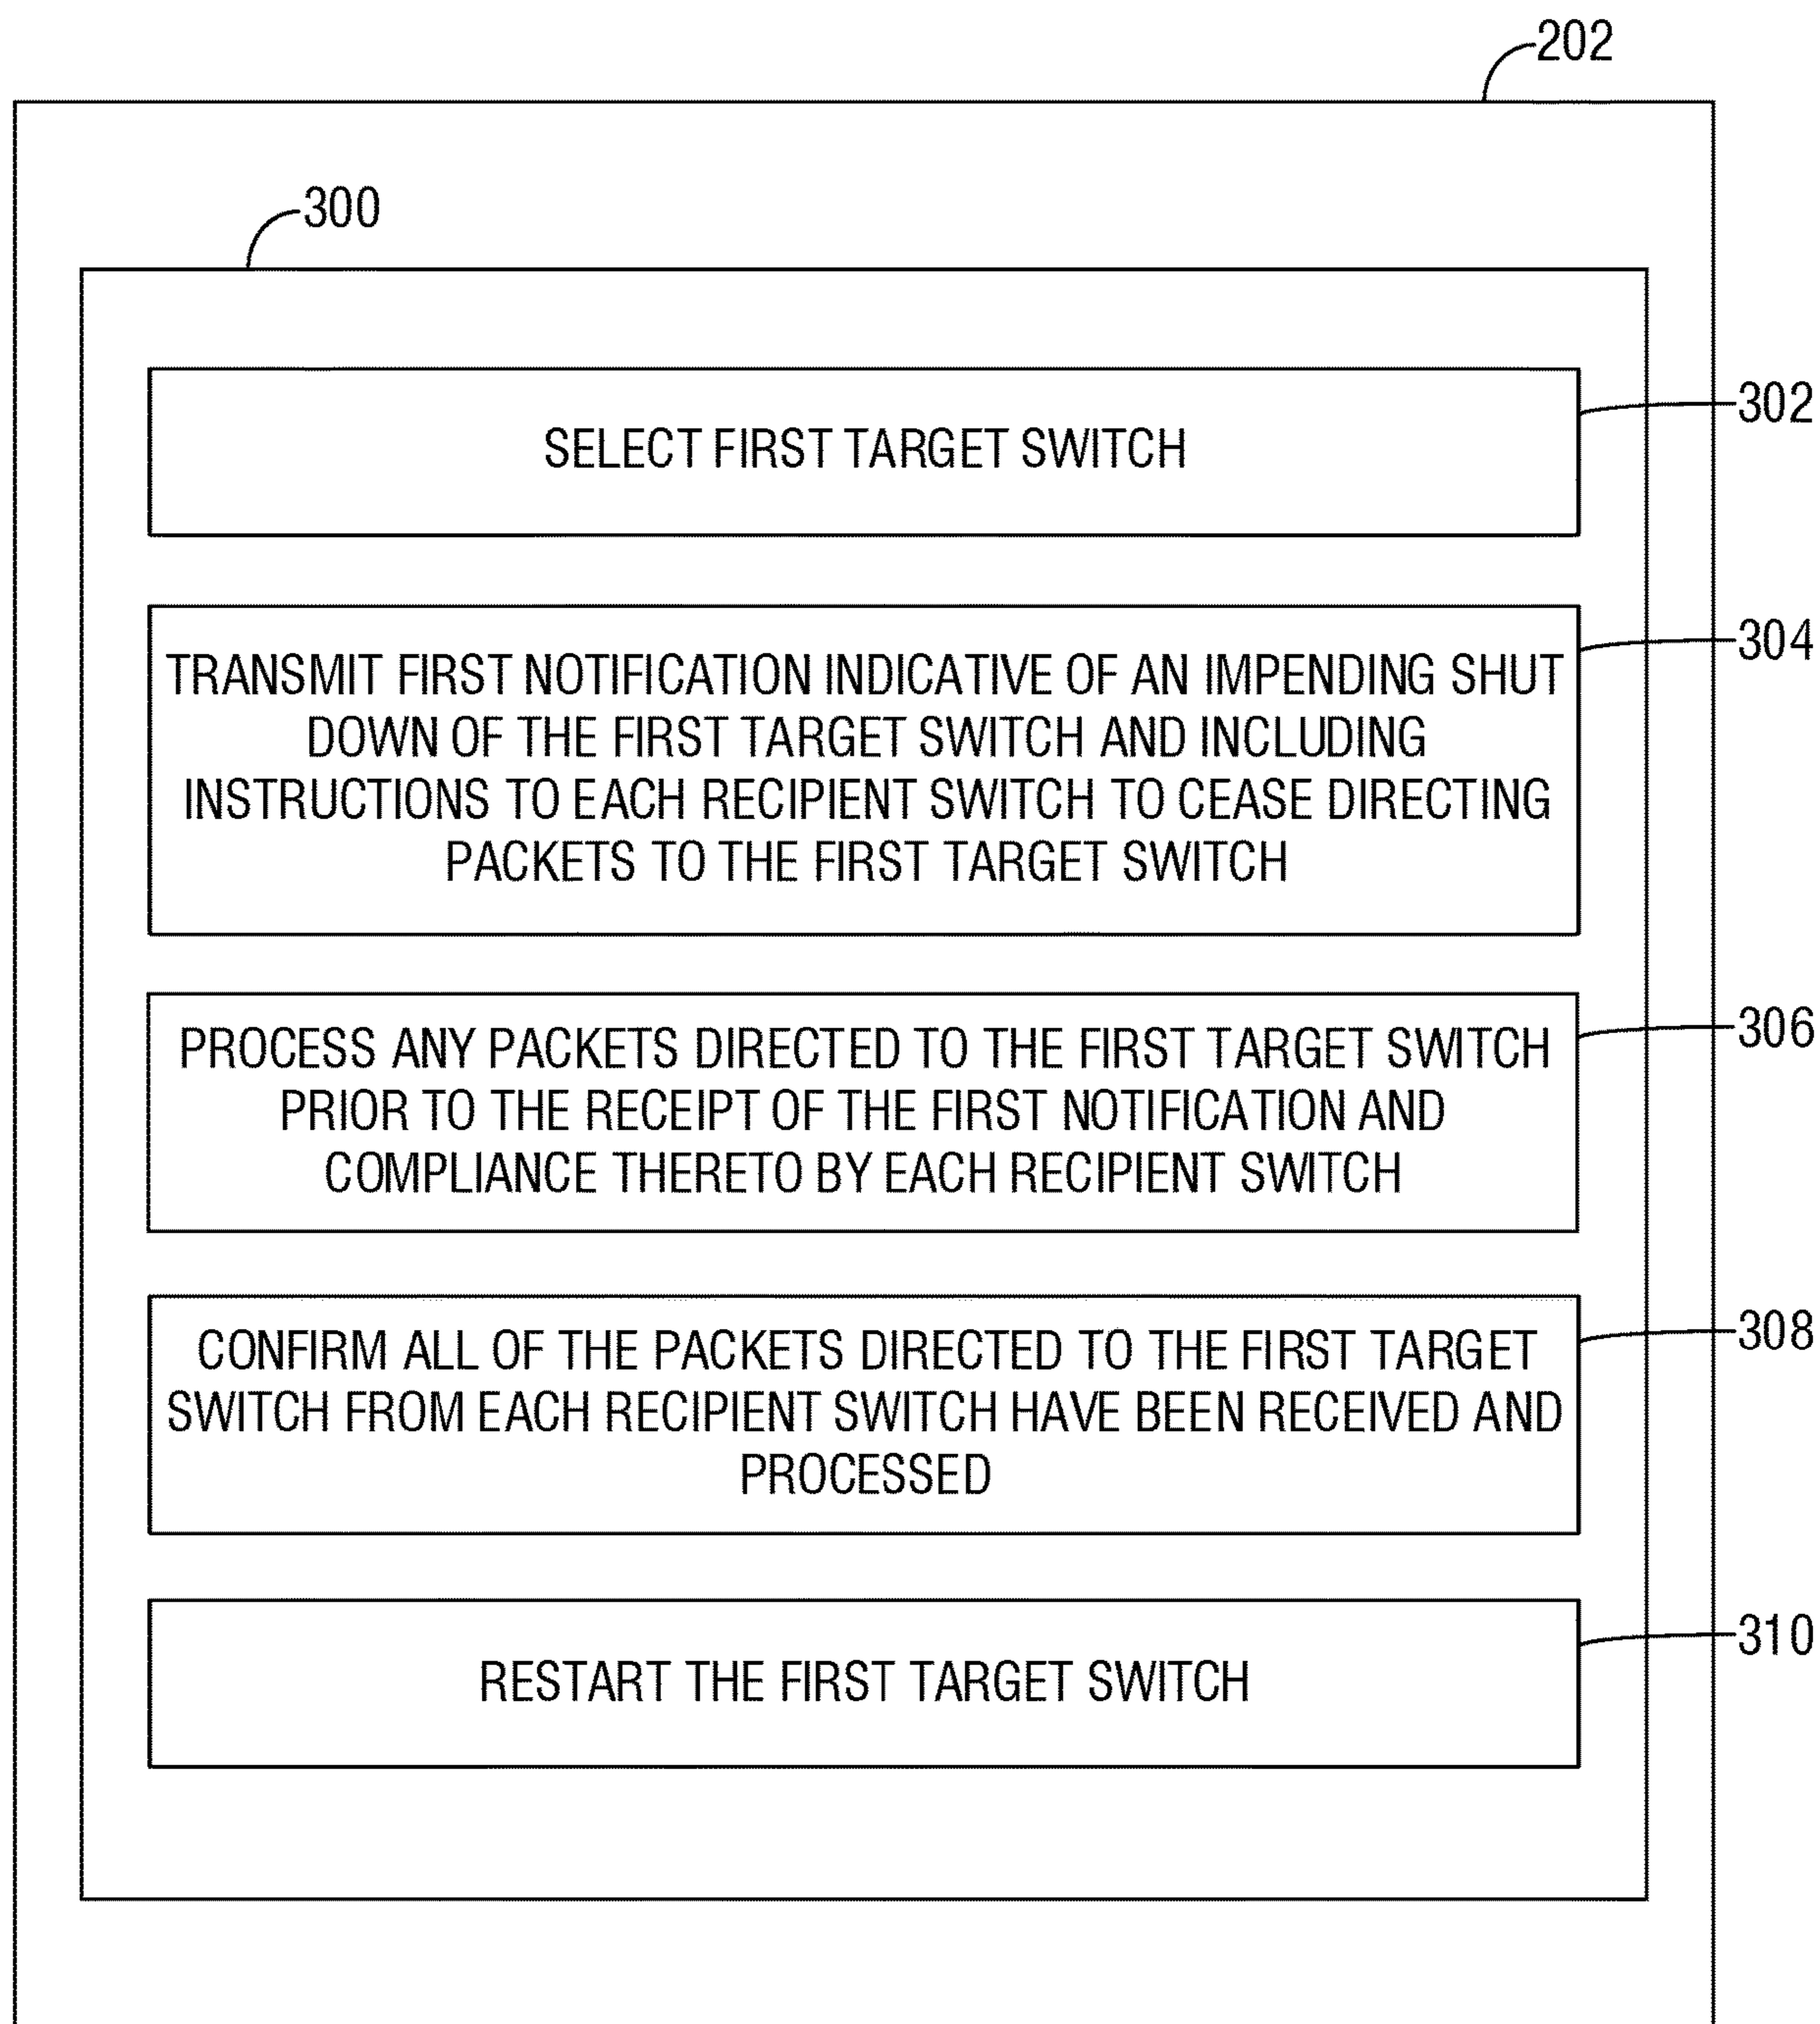 202
300
SELECT FIRST TARGET SWITCH
302
TRANSMIT FIRST NOTIFICATION INDICATIVE OF AN IMPENDING SHUT
DOWN OF THE FIRST TARGET SWITCH AND INCLUDING
INSTRUCTIONS TO EACH RECIPIENT SWITCH TO CEASE DIRECTING
PACKETS TO THE FIRST TARGET SWITCH
304
PROCESS ANY PACKETS DIRECTED TO THE FIRST TARGET SWITCH
PRIOR TO THE RECEIPT OF THE FIRST NOTIFICATION AND
COMPLIANCE THERETO BY EACH RECIPIENT SWITCH
306
CONFIRM ALL OF THE PACKETS DIRECTED TO THE FIRST TARGET
SWITCH FROM EACH RECIPIENT SWITCH HAVE BEEN RECEIVED AND
PROCESSED
308
RESTART THE FIRST TARGET SWITCH
310